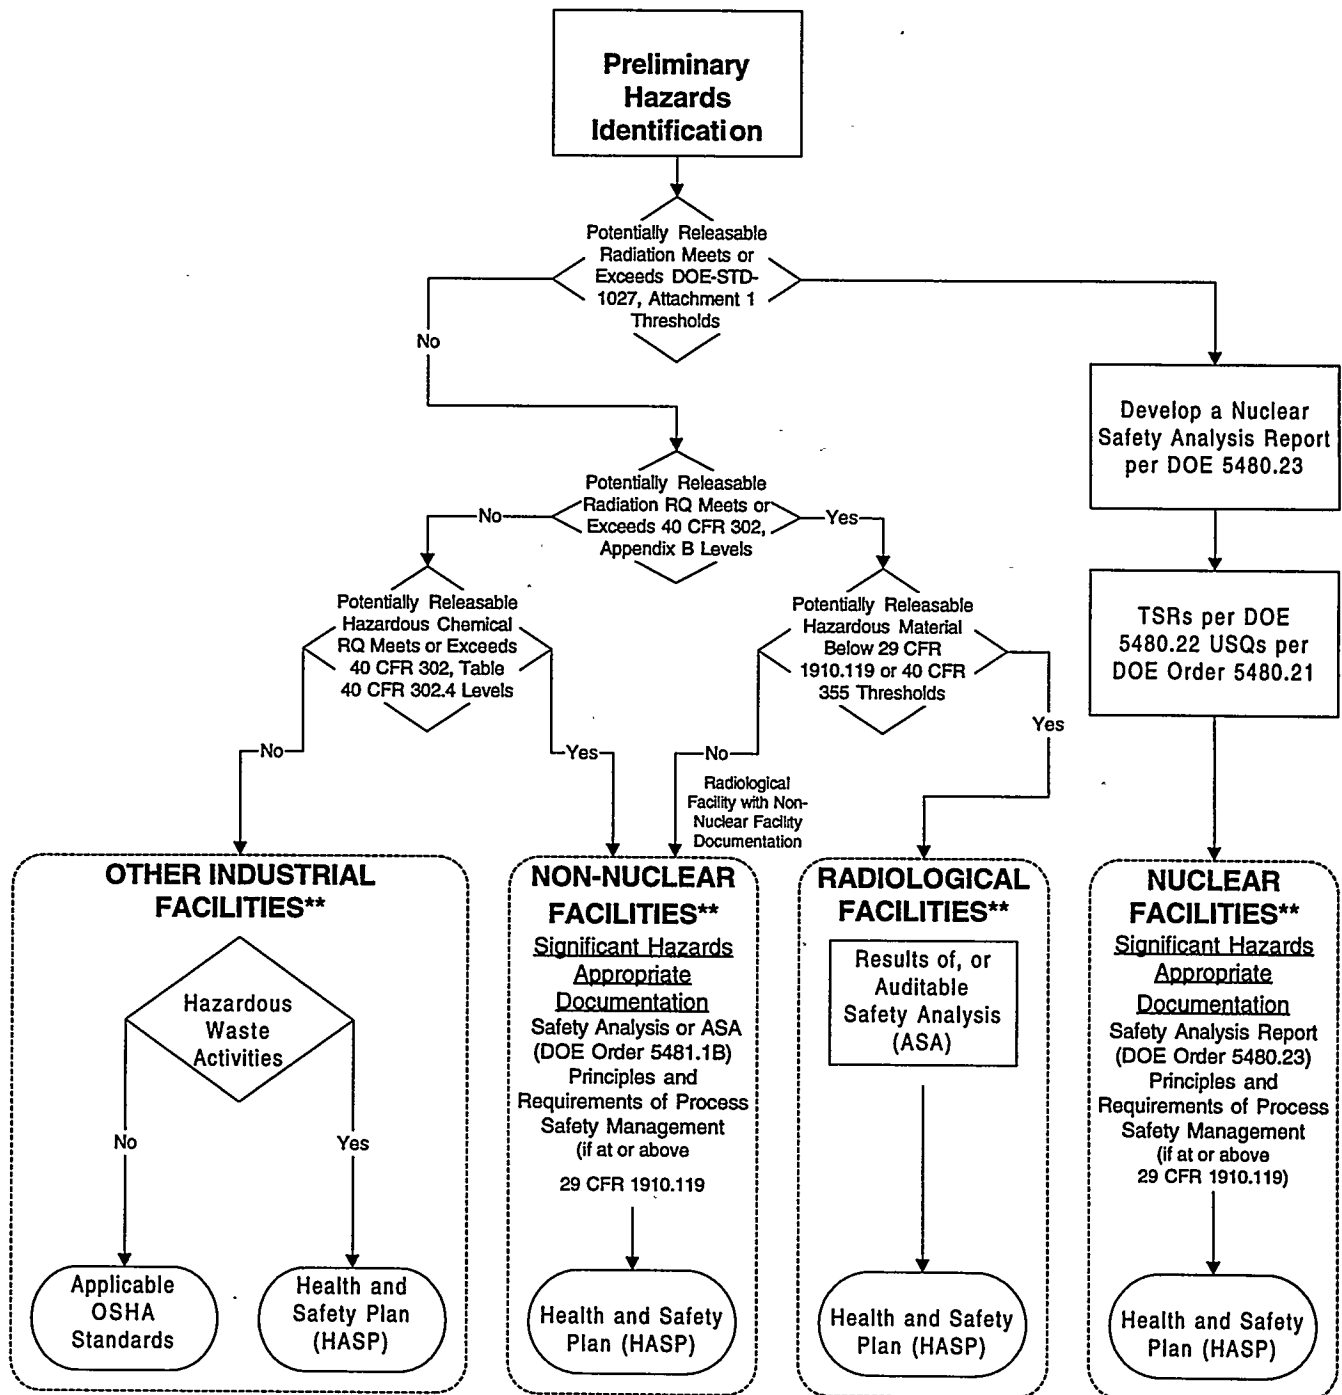 Preliminary
Hazards
Identification
Potentially Releasable
Radiation Meets or
Exceeds DOE-STD-
1027, Attachment 1
Thresholds
No
Develop a Nuclear
Safety Analysis Report
per DOE 5480.23
Potentially Releasable
Radiation RQ Meets or
Exceeds 40 CFR 302,
Appendix B Levels
No
Yes
Potentially Releasable
Hazardous Chemical
RQ Meets or Exceeds
40 CFR 302, Table
40 CFR 302.4 Levels
Potentially Releasable
Hazardous Material
Below 29 CFR
1910.119 or 40 CFR
355 Thresholds
TSRs per DOE
5480.22 USQs per
DOE Order 5480.21
No
Yes
No
Yes
Radiological
Facility with Non-
Nuclear Facility
Documentation
OTHER INDUSTRIAL
FACILITIES**
Hazardous
Waste
Activities
No
Yes
Applicable
OSHA
Standards
Health and
Safety Plan
(HASP)
NON-NUCLEAR
FACILITIES**
Significant Hazards
Appropriate
Documentation
Safety Analysis or ASA
(DOE Order 5481.1B)
Principles and
Requirements of Process
Safety Management
(if at or above
29 CFR 1910.119
Health and Safety
Plan (HASP)
RADIOLOGICAL
FACILITIES**
Results of, or
Auditable
Safety Analysis
(ASA)
Health and Safety
Plan (HASP)
NUCLEAR
FACILITIES**
Significant Hazards
Appropriate
Documentation
Safety Analysis Report
(DOE Order 5480.23)
Principles and
Requirements of Process
Safety Management
(if at or above
29 CFR 1910.119)
Health and Safety
Plan (HASP)